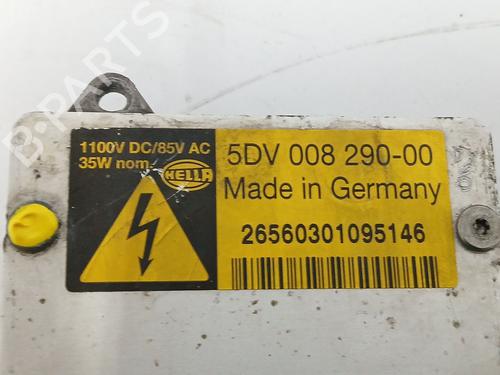 B-PARTS
1100V DC/85V AC
35W nom.
HELLA
5DV 008 290-00
Made in Germany
26560301095146